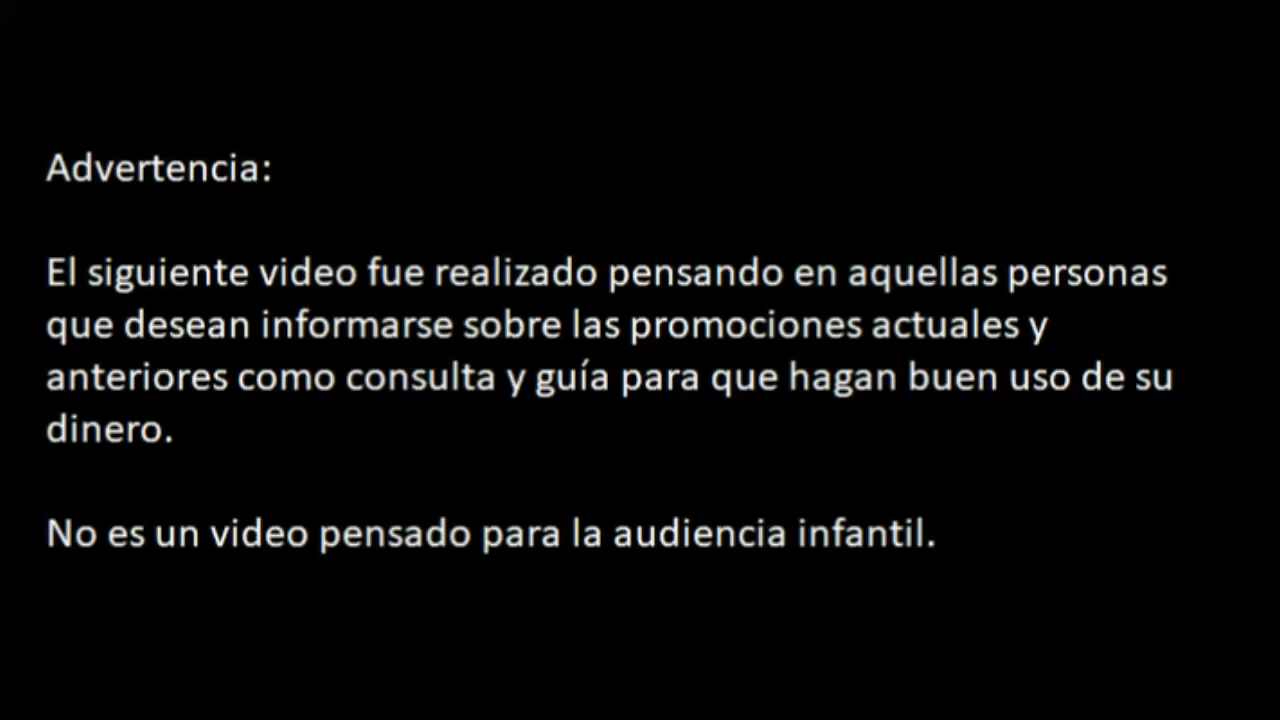 Advertencia:
El siguiente video fue realizado pensando en aquellas personas
que desean informarse sobre las promociones actuales y
anteriores como consulta y guía para que hagan buen uso de su
dinero.
No es un video pensado para la audiencia infantil.